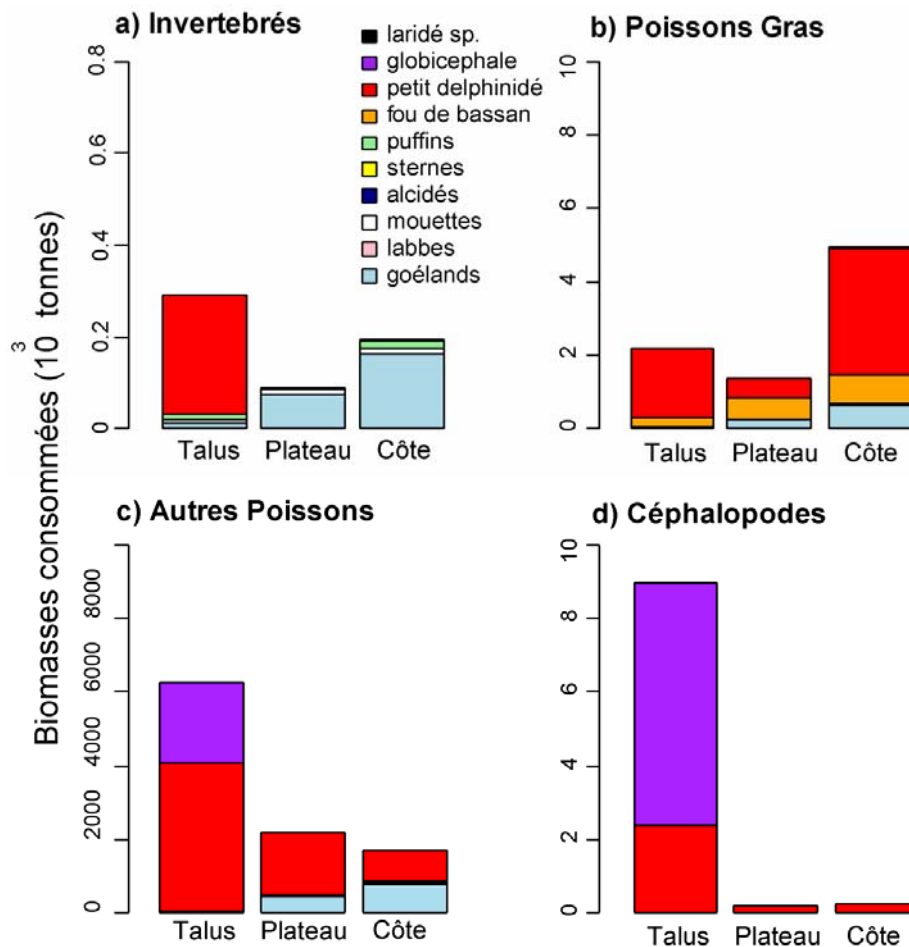 a) Invertebrés
0
0.2
0.4
0.6
0.8
Talus Plateau Côte
laridé sp.
globicephale
petit delphinidé
fou de bassan
puffins
sternes
alcidés
mouettes
labbes
goélands
b) Poissons Gras
0
2
4
6
8
10
Talus Plateau Côte
Biomasses consommées (10³ tonnes)
c) Autres Poissons
0
2000
4000
6000
8000
Talus Plateau Côte
d) Céphalopodes
0
2
4
6
8
10
Talus Plateau Côte